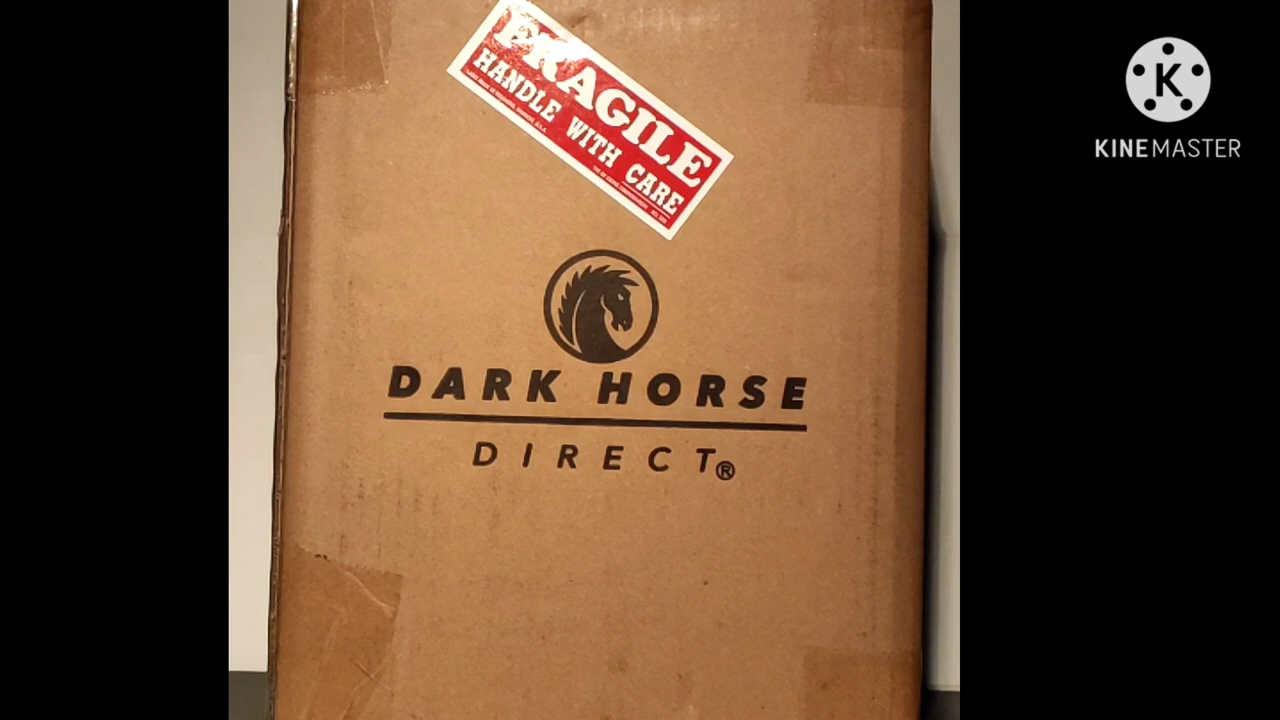 FRAGILE
HANDLE WITH CARE
DARK HORSE
DIRECT®
K
KINEMASTER